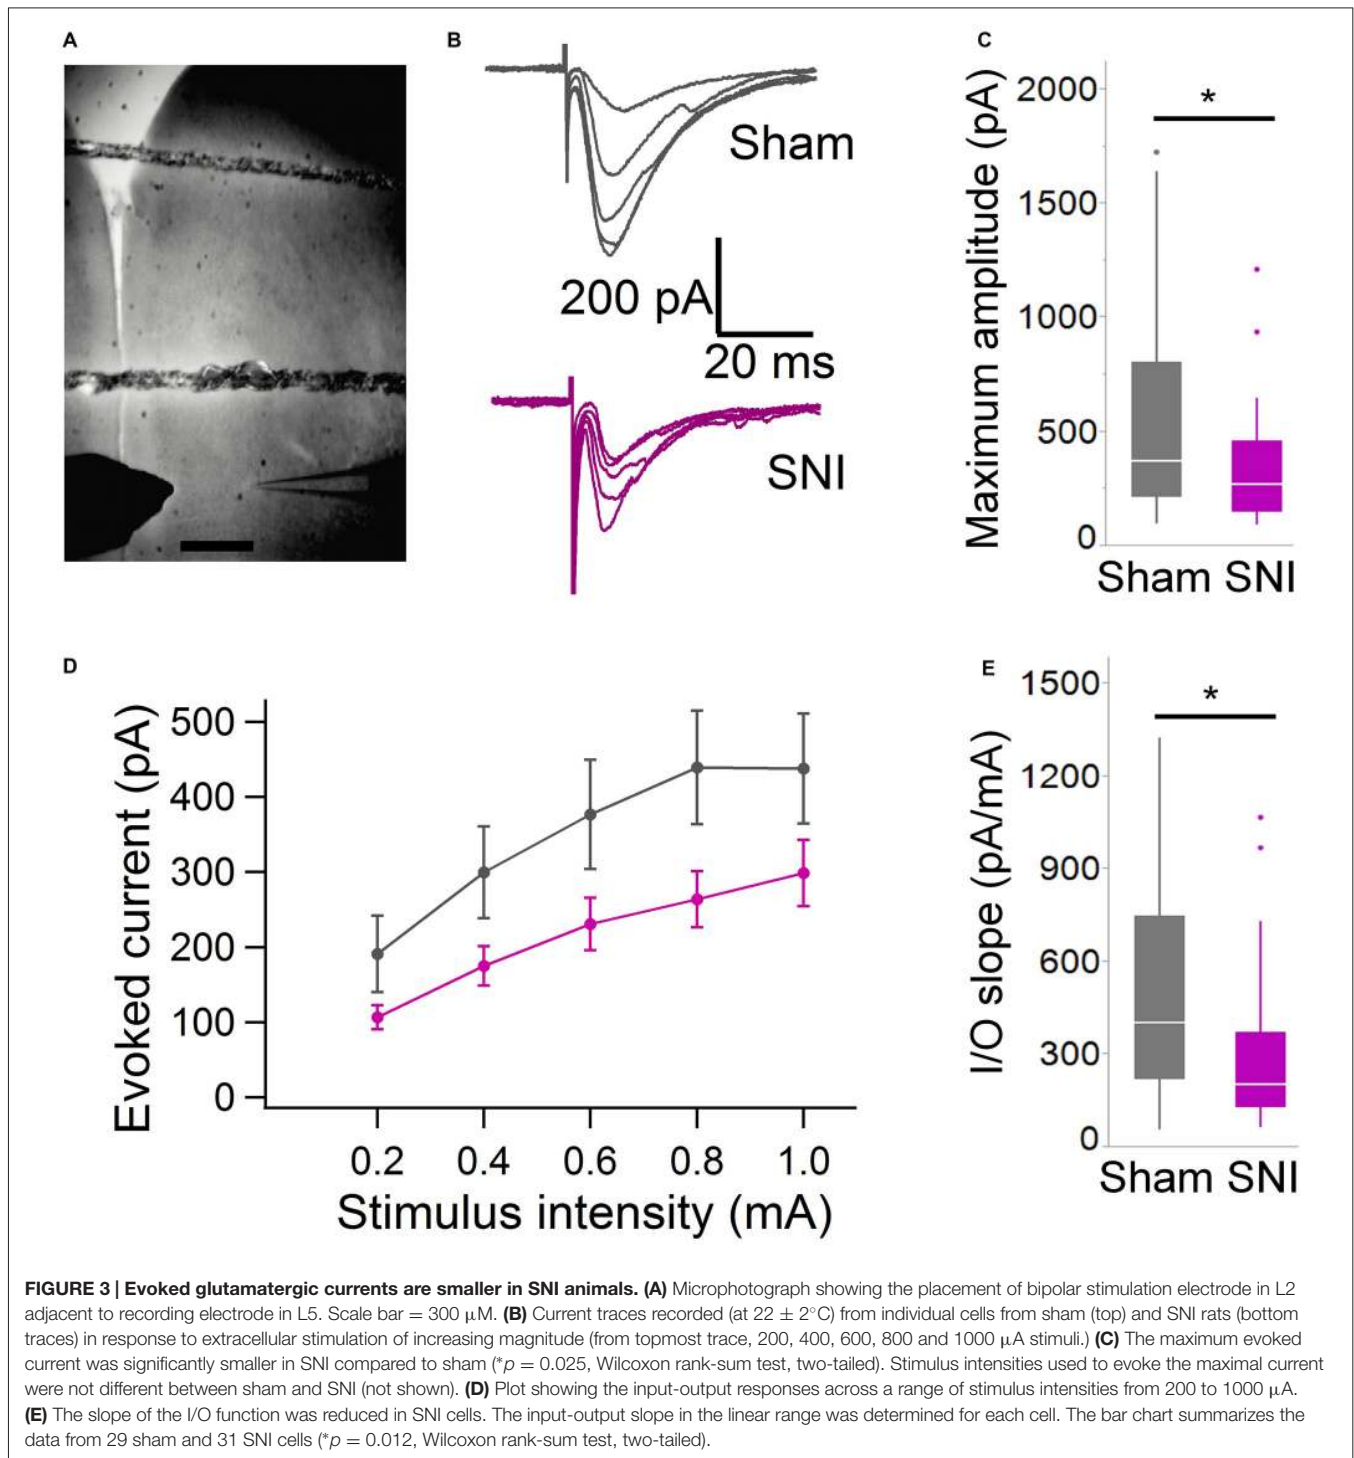 A
B
Sham
200 pA
20 ms
SNI
C
Maximum amplitude (pA)
2000
1500
1000
500
0
*
Sham SNI
D
Evoked current (pA)
500
400
300
200
100
0
0.2 0.4 0.6 0.8 1.0
Stimulus intensity (mA)
E
I/O slope (pA/mA)
1500
1200
900
600
300
0
*
Sham SNI
FIGURE 3 | Evoked glutamatergic currents are smaller in SNI animals. (A) Microphotograph showing the placement of bipolar stimulation electrode in L2
adjacent to recording electrode in L5. Scale bar = 300 μM. (B) Current traces recorded (at 22 ± 2°C) from individual cells from sham (top) and SNI rats (bottom
traces) in response to extracellular stimulation of increasing magnitude (from topmost trace, 200, 400, 600, 800 and 1000 μA stimuli.) (C) The maximum evoked
current was significantly smaller in SNI compared to sham (*p = 0.025, Wilcoxon rank-sum test, two-tailed). Stimulus intensities used to evoke the maximal current
were not different between sham and SNI (not shown). (D) Plot showing the input-output responses across a range of stimulus intensities from 200 to 1000 μA.
(E) The slope of the I/O function was reduced in SNI cells. The input-output slope in the linear range was determined for each cell. The bar chart summarizes the
data from 29 sham and 31 SNI cells (*p = 0.012, Wilcoxon rank-sum test, two-tailed).